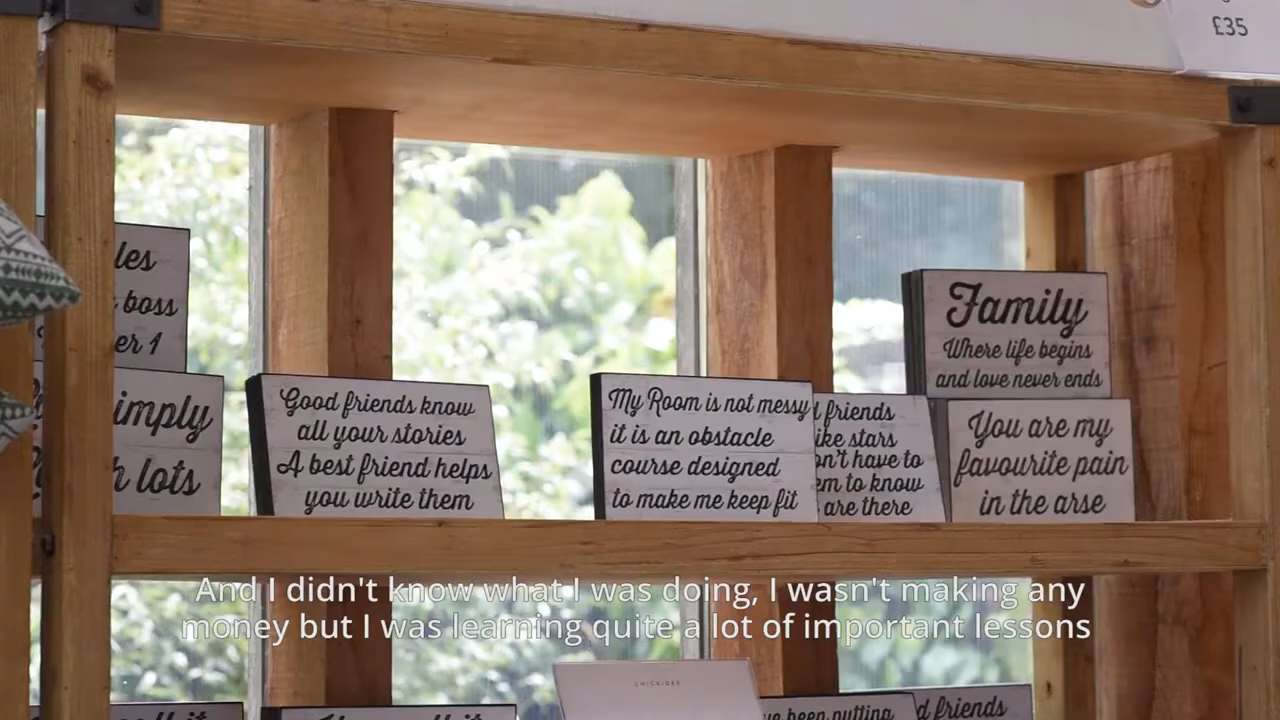 £35
les
boss
er 1
imply
lots
Good friends know
all your stories
A best friend helps
you write them
My Room is not messy
it is an obstacle
course designed
to make me keep fit
friends
ike stars
on't have to
em to know
are there
Family
Where life begins
and love never ends
You are my
favourite pain
in the arse
And I didn't know what I was doing, I wasn't making any
money but I was learning quite a lot of important lessons
CHICKIDEE
been putting
d friends